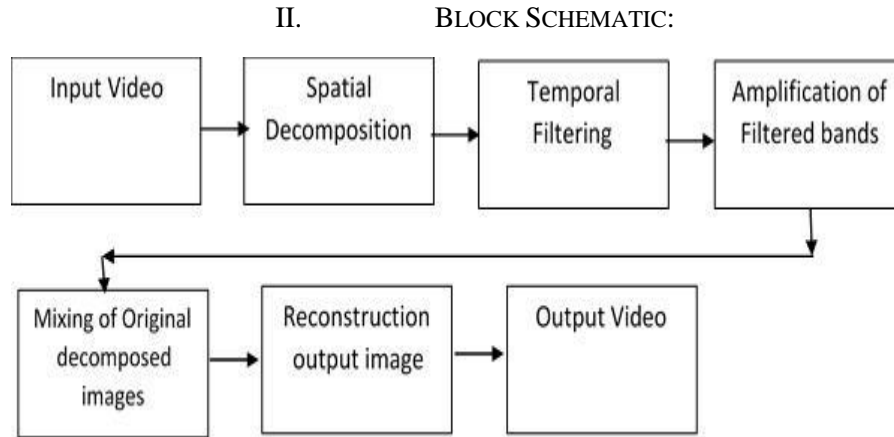 II. BLOCK SCHEMATIC:
Input Video
Spatial
Decomposition
Temporal
Filtering
Amplification of
Filtered bands
Mixing of Original
decomposed
images
Reconstruction
output image
Output Video